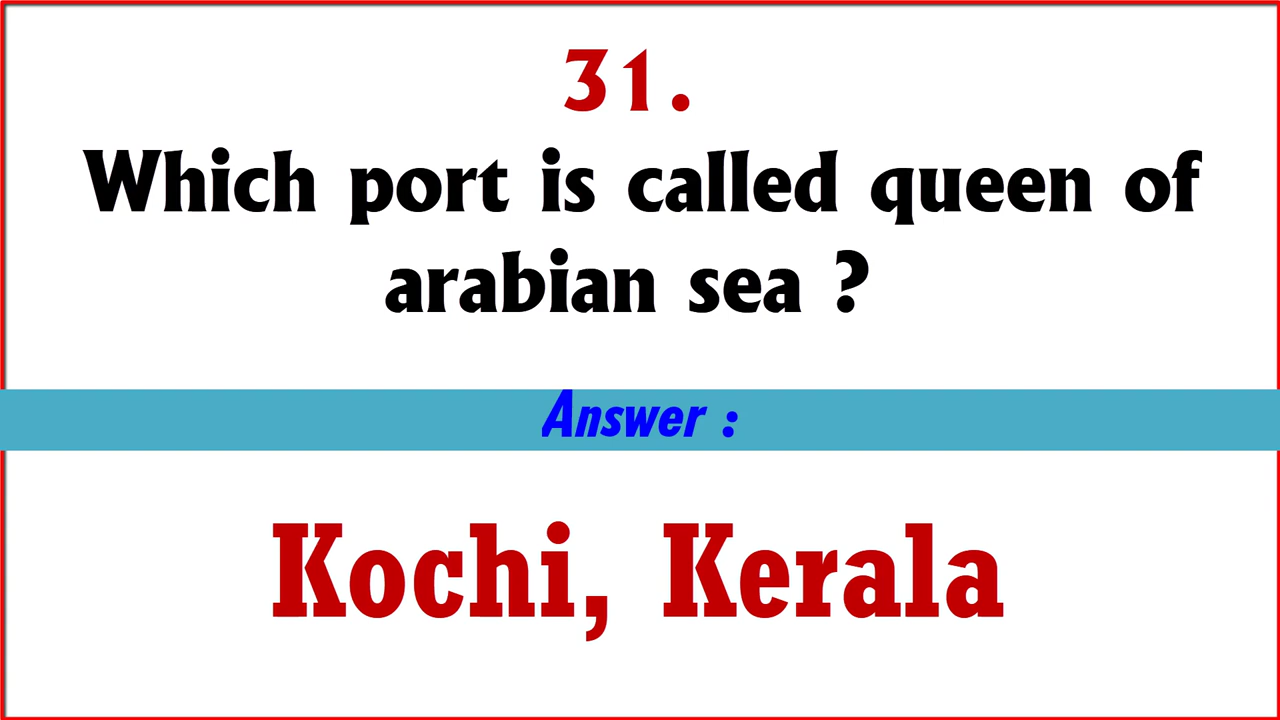 31.
Which port is called queen of
arabian sea ?
Answer :
Kochi, Kerala